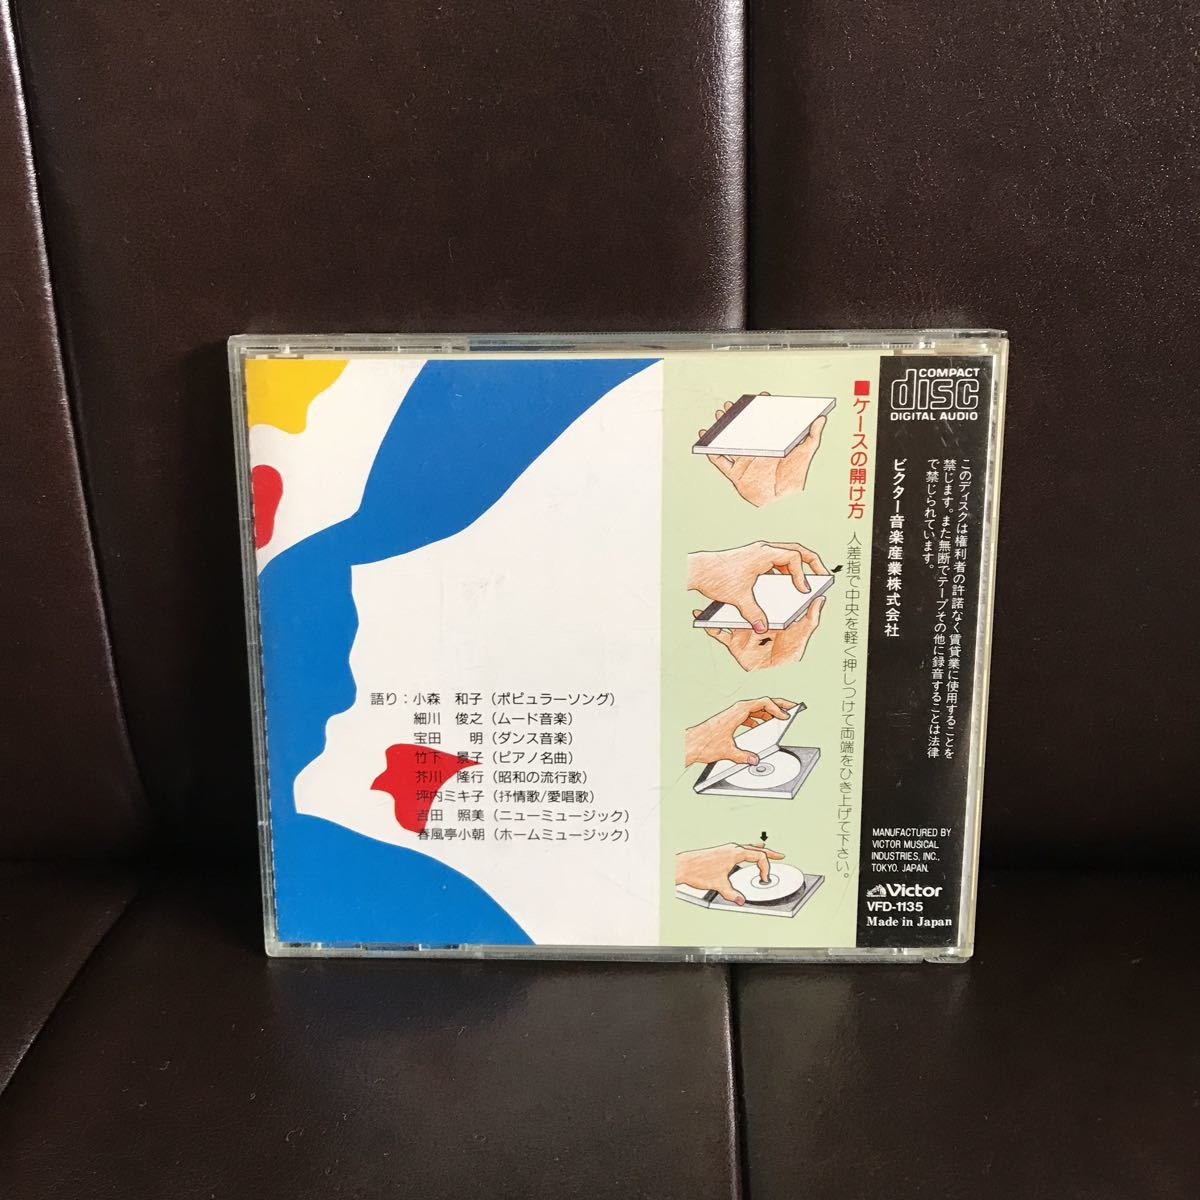 語り：小森　和子（ポピュラーソング）
細川　俊之（ムード音楽）
宝田　　明（ダンス音楽）
竹下　景子（ピアノ名曲）
芥川　隆行（昭和の流行歌）
坪内ミキ子（抒情歌/愛唱歌）
吉田　照美（ニューミュージック）
春風亭小朝（ホームミュージック）
■ケースの開け方　人差指で中央を軽く押しつけて両端をひき上げて下さい。
COMPACT
disc
DIGITAL AUDIO
このディスクは権利者の許諾なく賃貸業に使用することを
禁じます。また無断でテープその他に録音することは法律
で禁じられています。
ビクター音楽産業株式会社
MANUFACTURED BY
VICTOR MUSICAL
INDUSTRIES, INC.,
TOKYO. JAPAN.
Victor
VFD-1135
Made in Japan